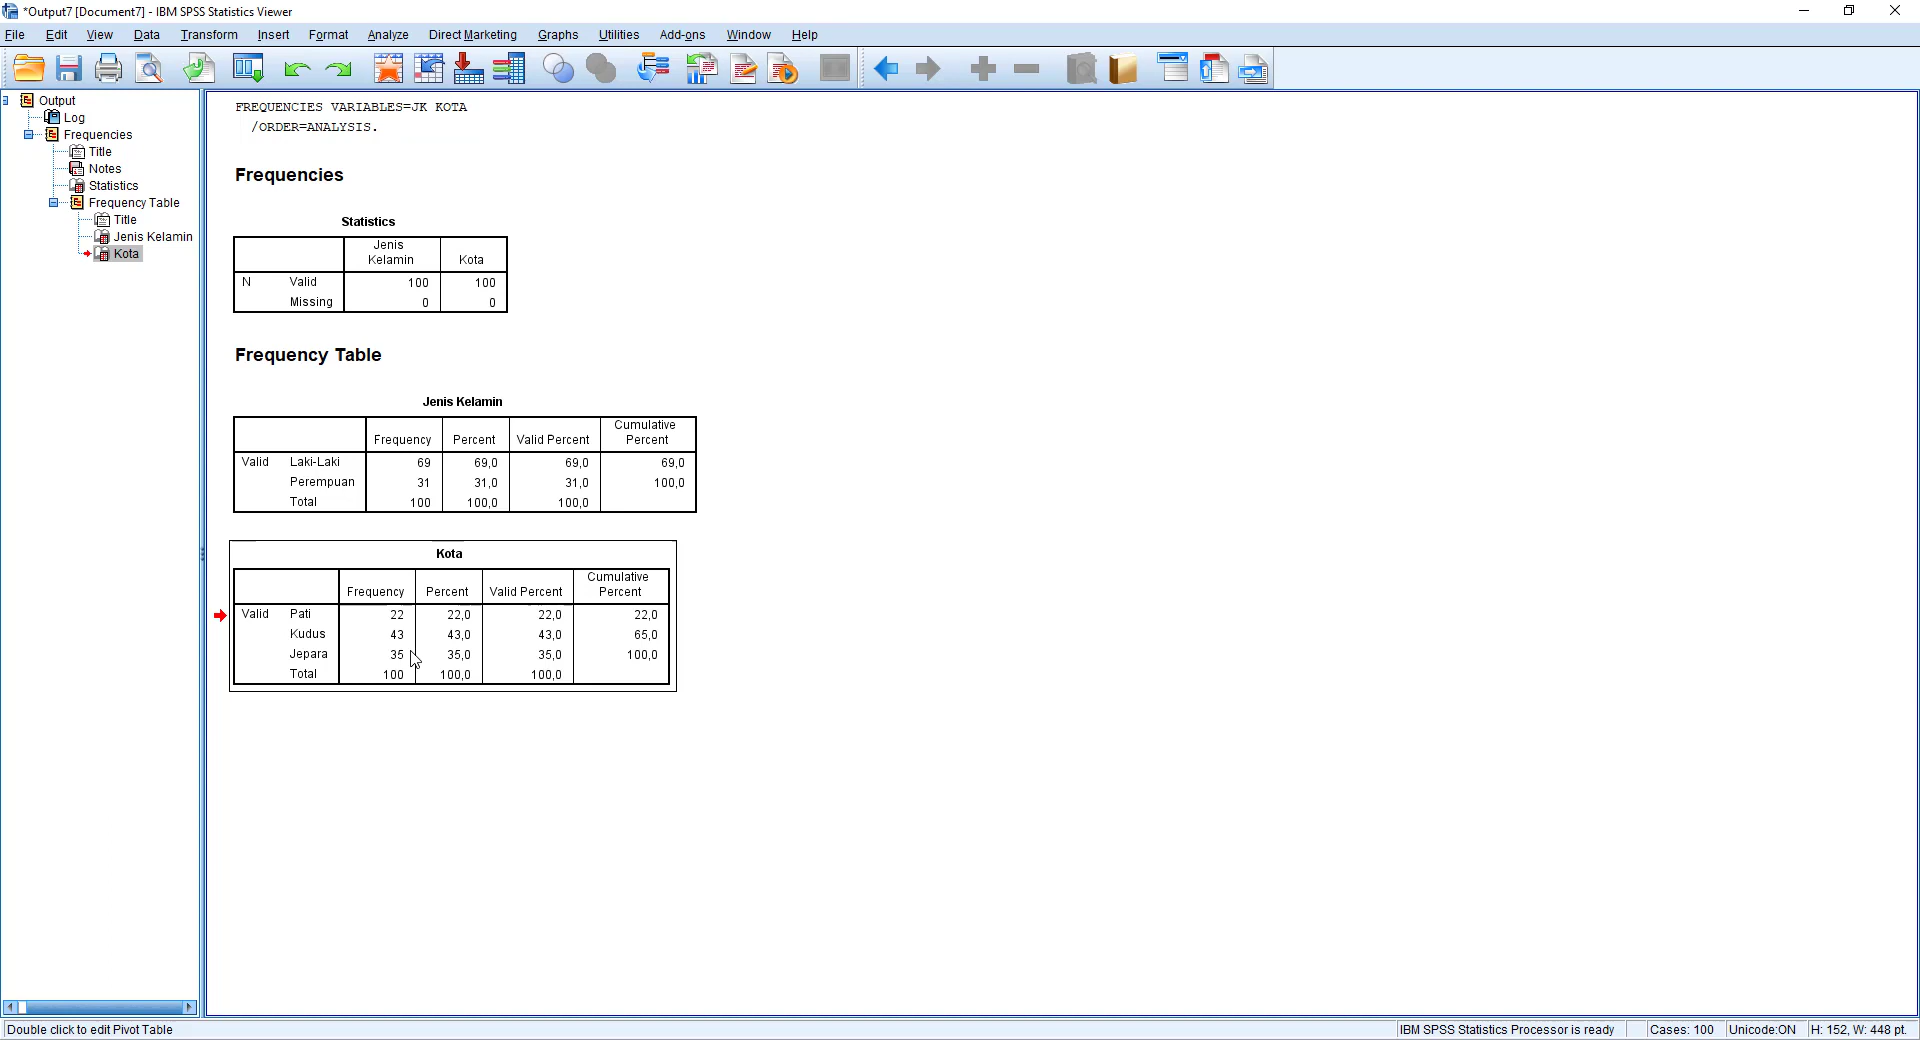 *Output7 [Document7] - IBM SPSS Statistics Viewer
File Edit View Data Transform Insert Format Analyze Direct Marketing Graphs Utilities Add-ons Window Help
Output
Log
Frequencies
Title
Notes
Statistics
Frequency Table
Title
Jenis Kelamin
Kota
FREQUENCIES VARIABLES=JK KOTA
/ORDER=ANALYSIS.
Frequencies
Statistics
Jenis Kelamin Kota
N Valid 100 100
Missing 0 0
Frequency Table
Jenis Kelamin
Frequency Percent Valid Percent Cumulative Percent
Valid Laki-Laki 69 69,0 69,0 69,0
Perempuan 31 31,0 31,0 100,0
Total 100 100,0 100,0
Kota
Frequency Percent Valid Percent Cumulative Percent
Valid Pati 22 22,0 22,0 22,0
Kudus 43 43,0 43,0 65,0
Jepara 35 35,0 35,0 100,0
Total 100 100,0 100,0
Double click to edit Pivot Table IBM SPSS Statistics Processor is ready Cases: 100 Unicode:ON H: 152, W: 448 pt.